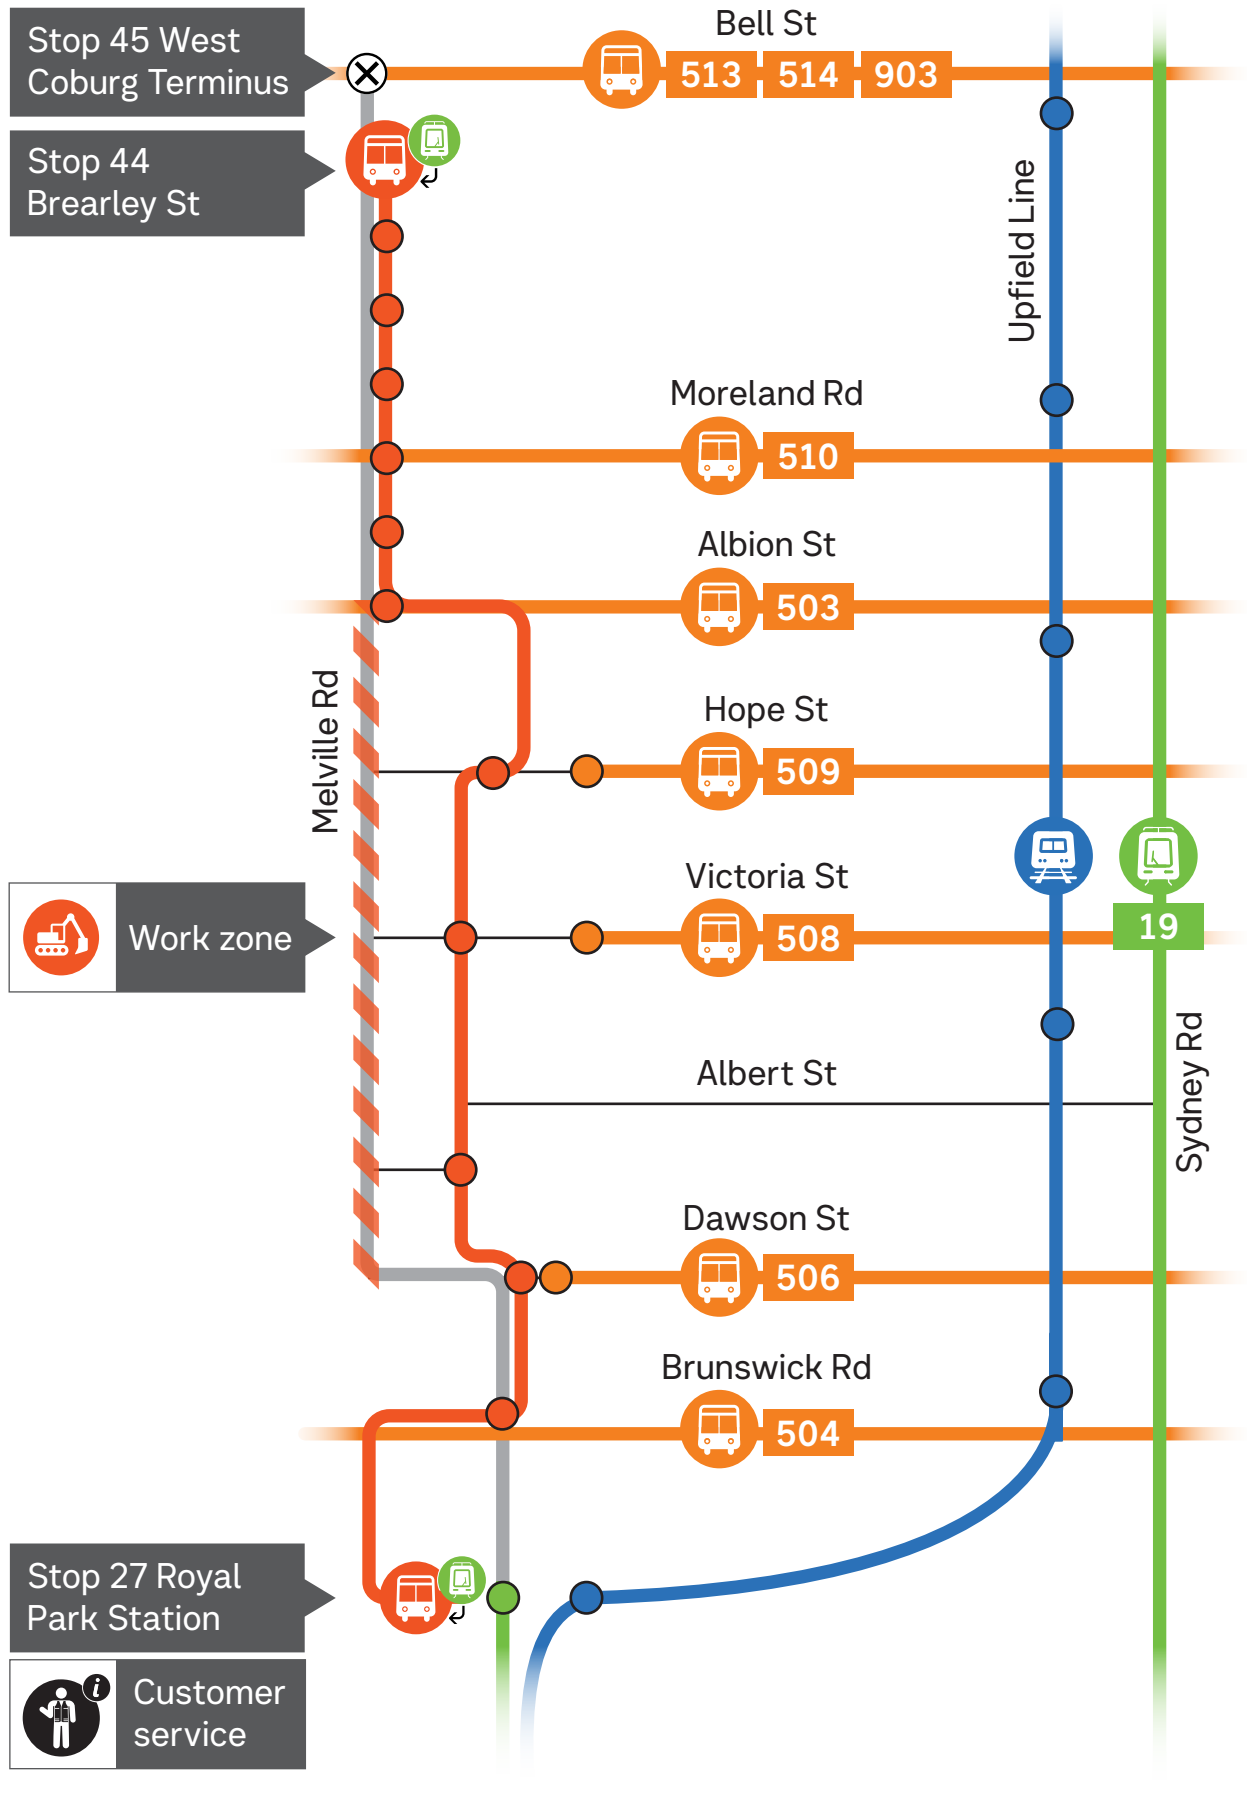 Stop 45 West
Coburg Terminus
Bell St
513 514 903
Stop 44
Brearley St
Upfield Line
Moreland Rd
510
Albion St
503
Melville Rd
Hope St
509
Work zone
Victoria St
508
19
Albert St
Sydney Rd
Dawson St
506
Brunswick Rd
504
Stop 27 Royal
Park Station
i
Customer
service